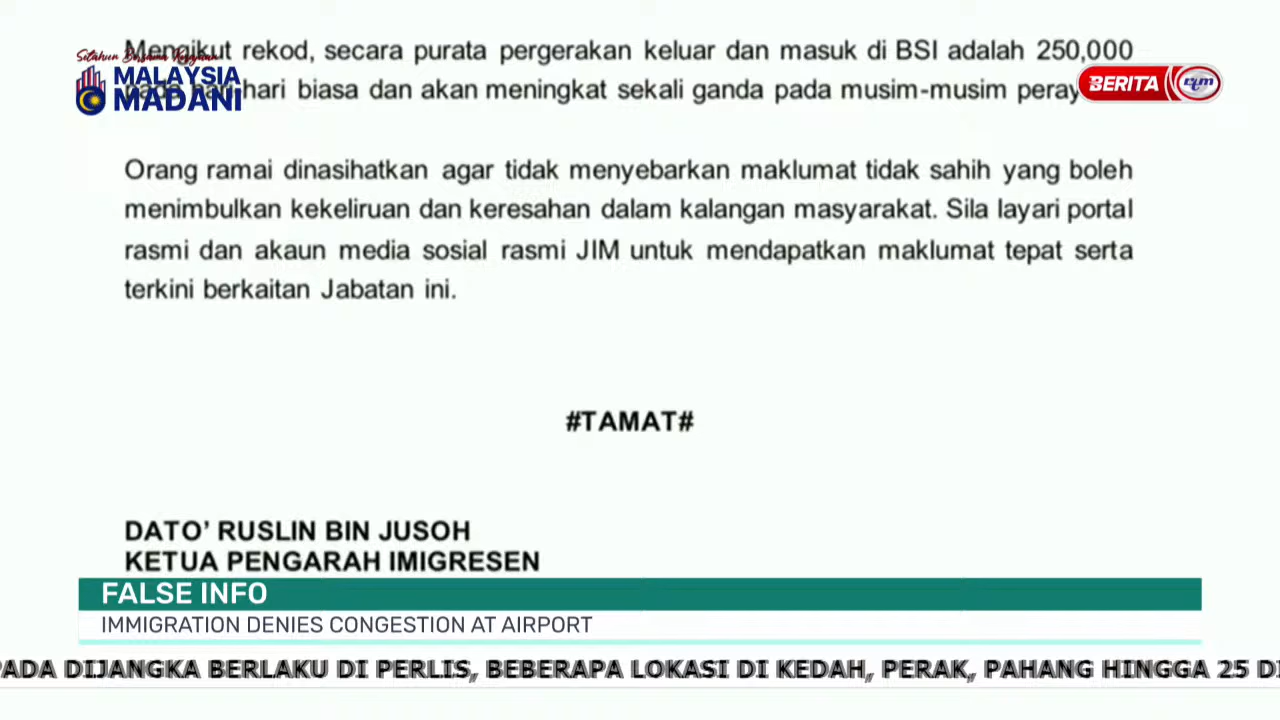 Mengikut rekod, secara purata pergerakan keluar dan masuk di BSI adalah 250,000
Setahun Bersama Kerajaan
MALAYSIA
MADANI
hari biasa dan akan meningkat sekali ganda pada musim-musim peray
BERITA rtm
Orang ramai dinasihatkan agar tidak menyebarkan maklumat tidak sahih yang boleh
menimbulkan kekeliruan dan keresahan dalam kalangan masyarakat. Sila layari portal
rasmi dan akaun media sosial rasmi JIM untuk mendapatkan maklumat tepat serta
terkini berkaitan Jabatan ini.
#TAMAT#
DATO’ RUSLIN BIN JUSOH
KETUA PENGARAH IMIGRESEN
FALSE INFO
IMMIGRATION DENIES CONGESTION AT AIRPORT
PADA DIJANGKA BERLAKU DI PERLIS, BEBERAPA LOKASI DI KEDAH, PERAK, PAHANG HINGGA 25 DI